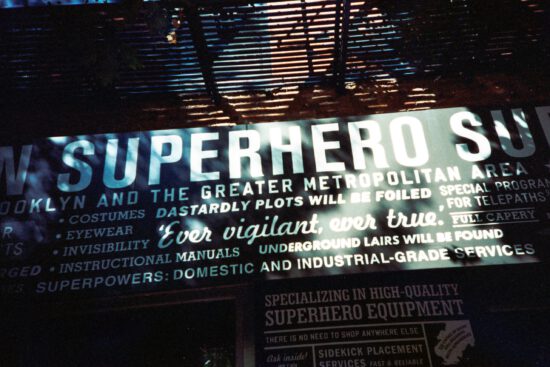 SUPERHERO SU
OOKLYN AND THE GREATER METROPOLITAN AREA
• COSTUMES DASTARDLY PLOTS WILL BE FOILED SPECIAL PROGRA
• EYEWEAR 'Ever vigilant, ever true.' , FOR TELEPATHS
• INVISIBILITY FULL CAPERY
• INSTRUCTIONAL MANUALS UNDERGROUND LAIRS WILL BE FOUND
SUPERPOWERS: DOMESTIC AND INDUSTRIAL-GRADE SERVICES
SPECIALIZING IN HIGH-QUALITY
SUPERHERO EQUIPMENT
THERE IS NO NEED TO SHOP ANYWHERE ELSE
Ask inside! SIDEKICK PLACEMENT
SERVICES FAST & RELIABLE